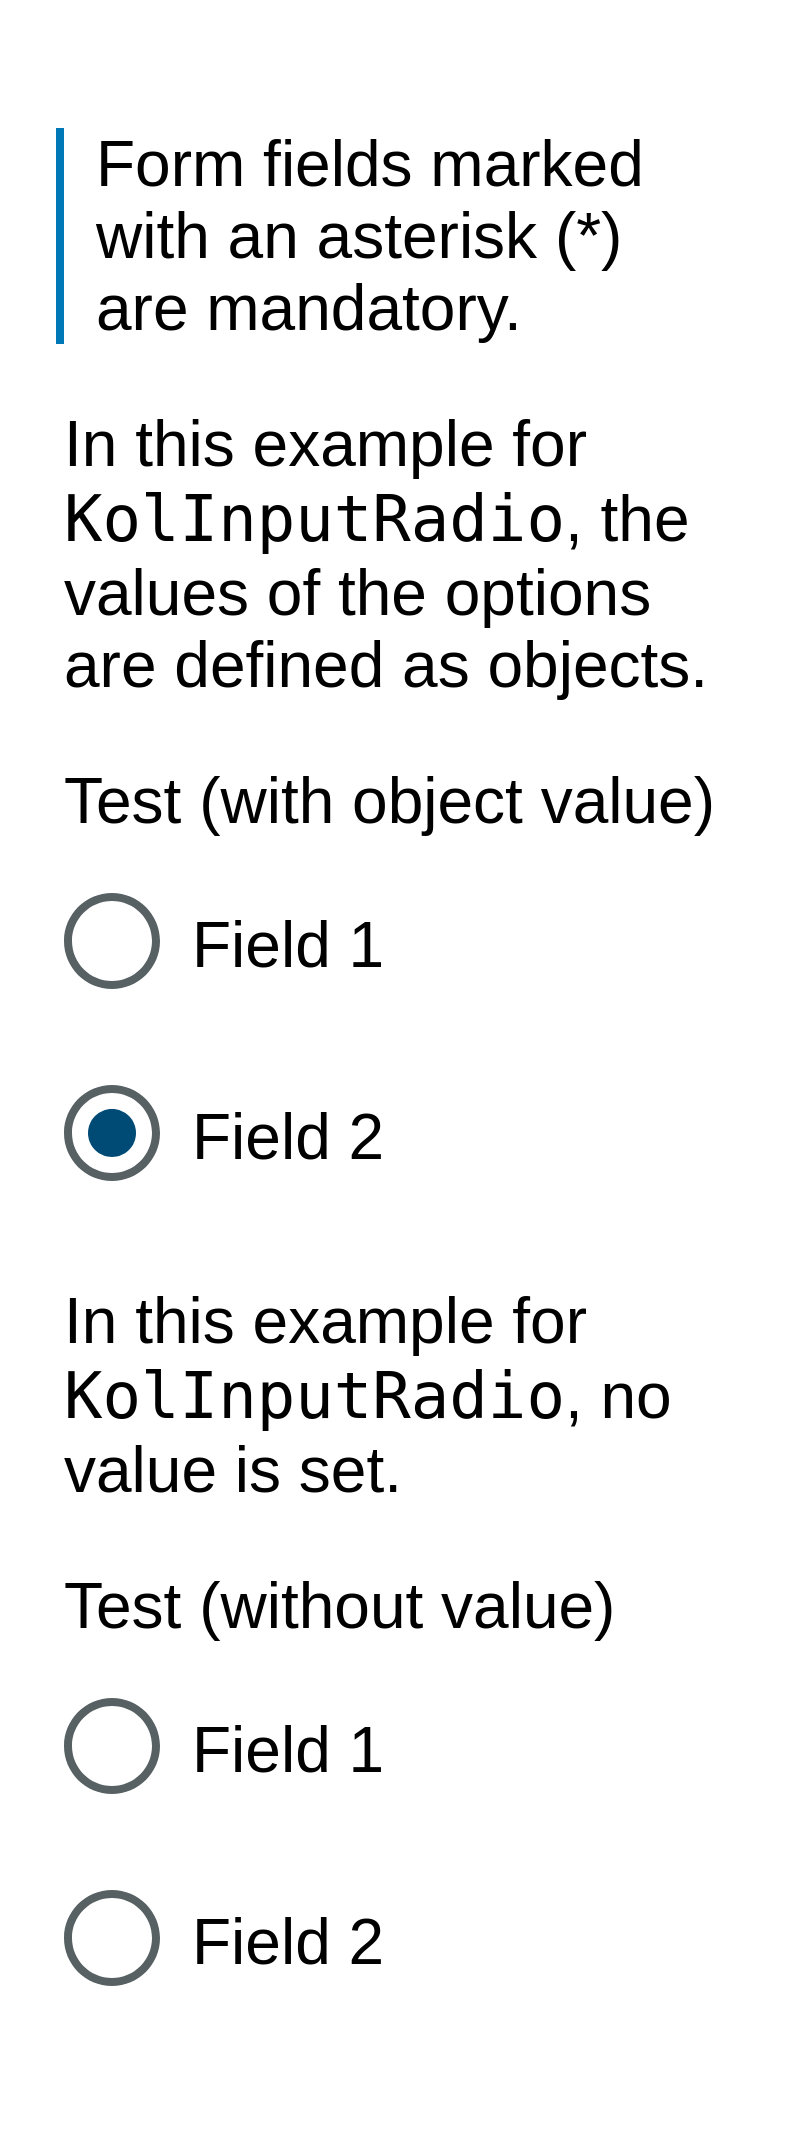 Form fields marked
with an asterisk (*)
are mandatory.
In this example for
KolInputRadio, the
values of the options
are defined as objects.
Test (with object value)
Field 1
Field 2
In this example for
KolInputRadio, no
value is set.
Test (without value)
Field 1
Field 2